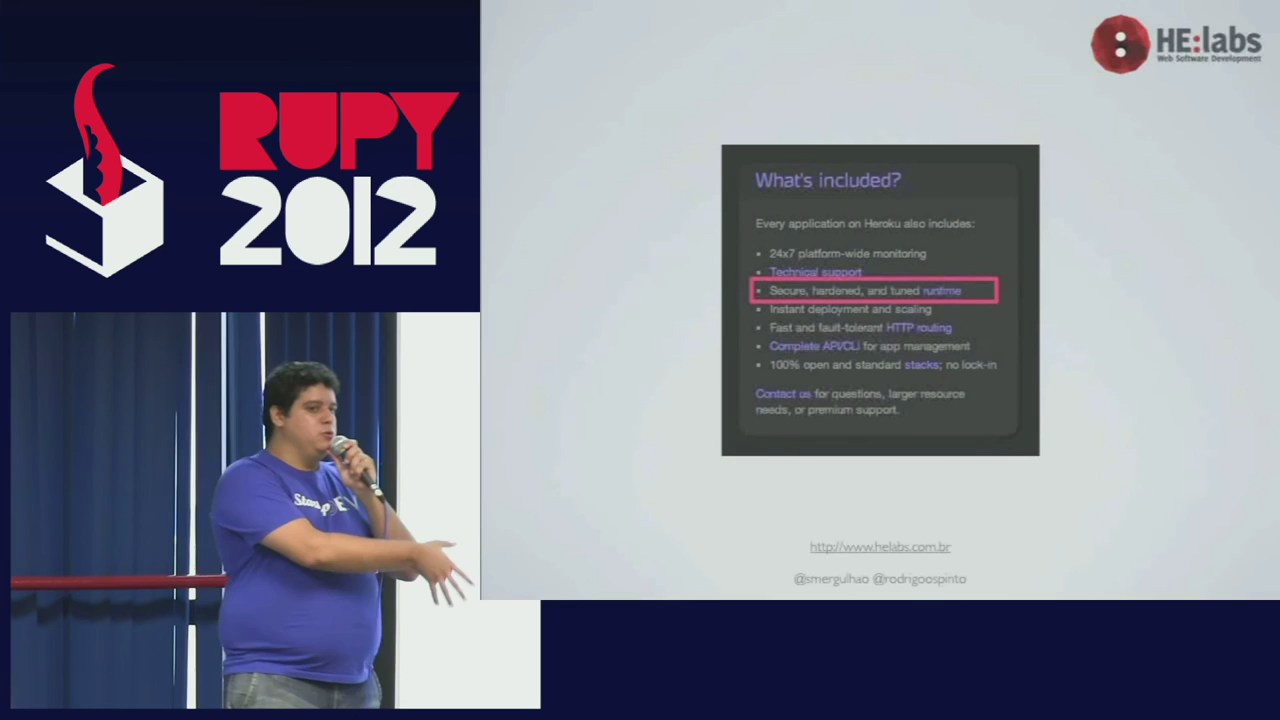 RUPY
2012
HE:labs
Web Software Development
What's included?
Every application on Heroku also includes:
24x7 platform-wide monitoring
Technical support
Secure, hardened, and tuned runtime
Instant deployment and scaling
Fast and fault-tolerant HTTP routing
Complete API/CLI for app management
100% open and standard stacks; no lock-in
Contact us for questions, larger resource
needs, or premium support.
http://www.helabs.com.br
@smergulhao @rodrigoospinto